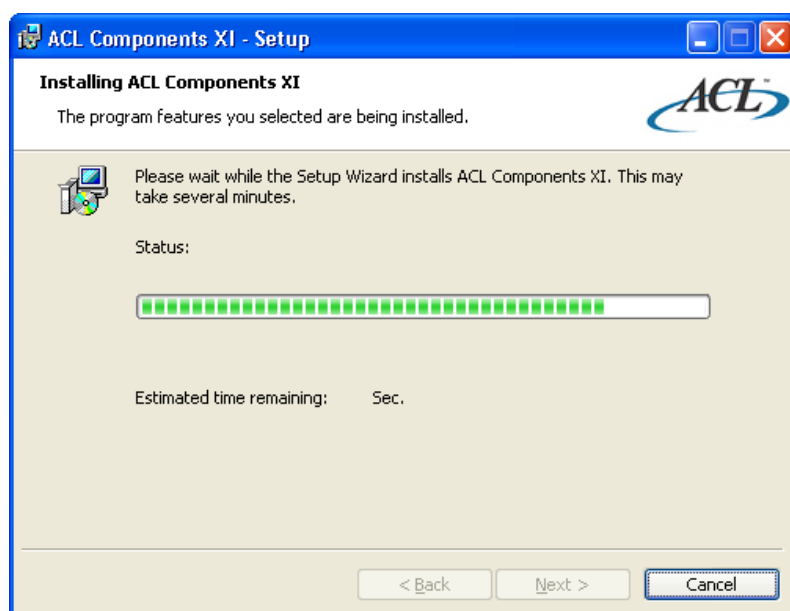 ACL Components XI - Setup
Installing ACL Components XI
The program features you selected are being installed.
ACL™
Please wait while the Setup Wizard installs ACL Components XI. This may
take several minutes.
Status:
Estimated time remaining: Sec.
< Back Next > Cancel